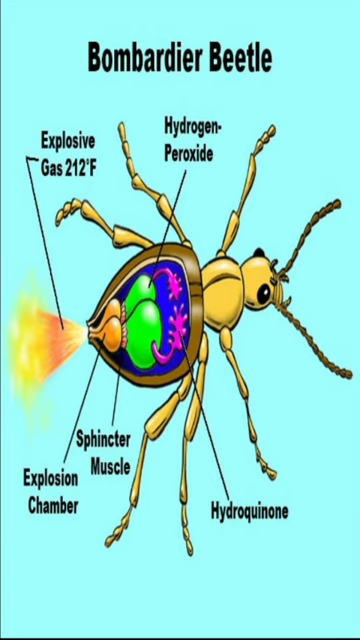 Bombardier Beetle
Explosive
Gas 212°F
Hydrogen-
Peroxide
Sphincter
Muscle
Explosion
Chamber
Hydroquinone